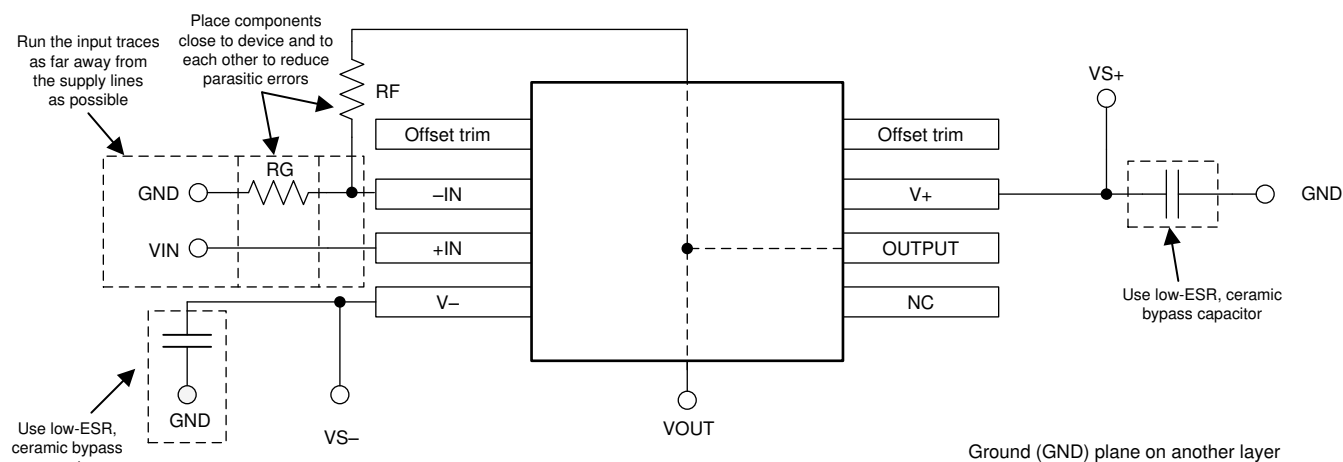 Place components
close to device and to
each other to reduce
parasitic errors
Run the input traces
as far away from
the supply lines
as possible
RF
VS+
Offset trim
Offset trim
RG
GND
–IN
V+
GND
VIN
+IN
OUTPUT
V–
NC
Use low-ESR, ceramic
bypass capacitor
GND
Use low-ESR,
ceramic bypass
VS–
VOUT
Ground (GND) plane on another layer